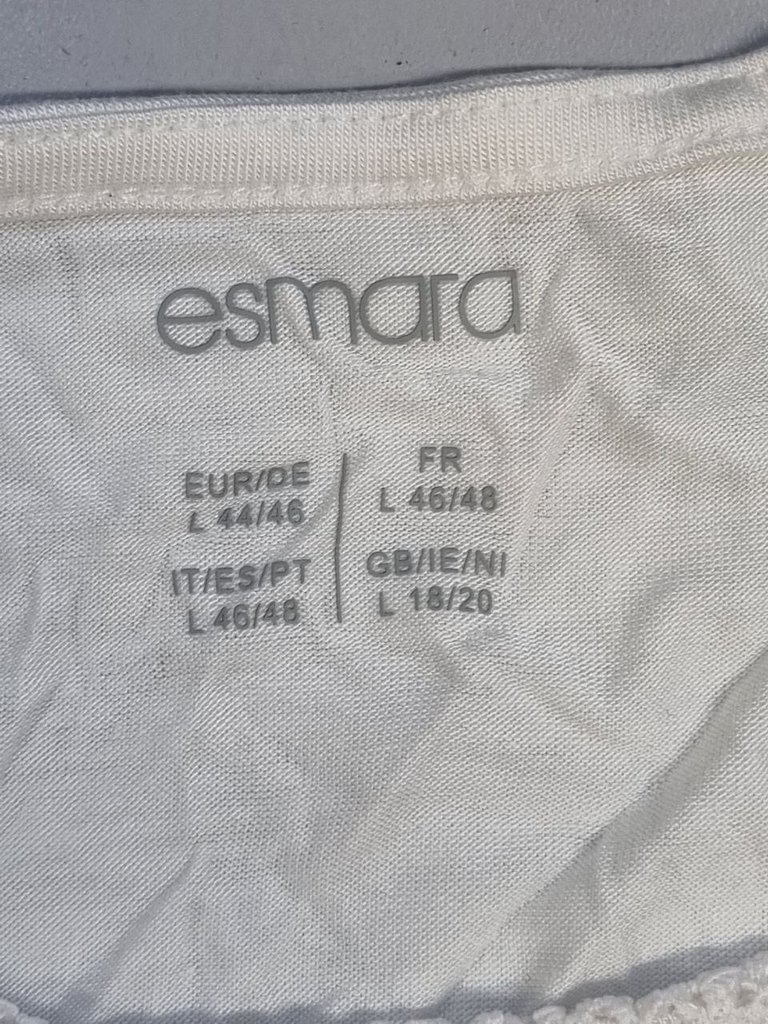 esmara
EUR/DE
L 44/46
FR
L 46/48
IT/ES/PT
L 46/48
GB/IE/NI
L 18/20